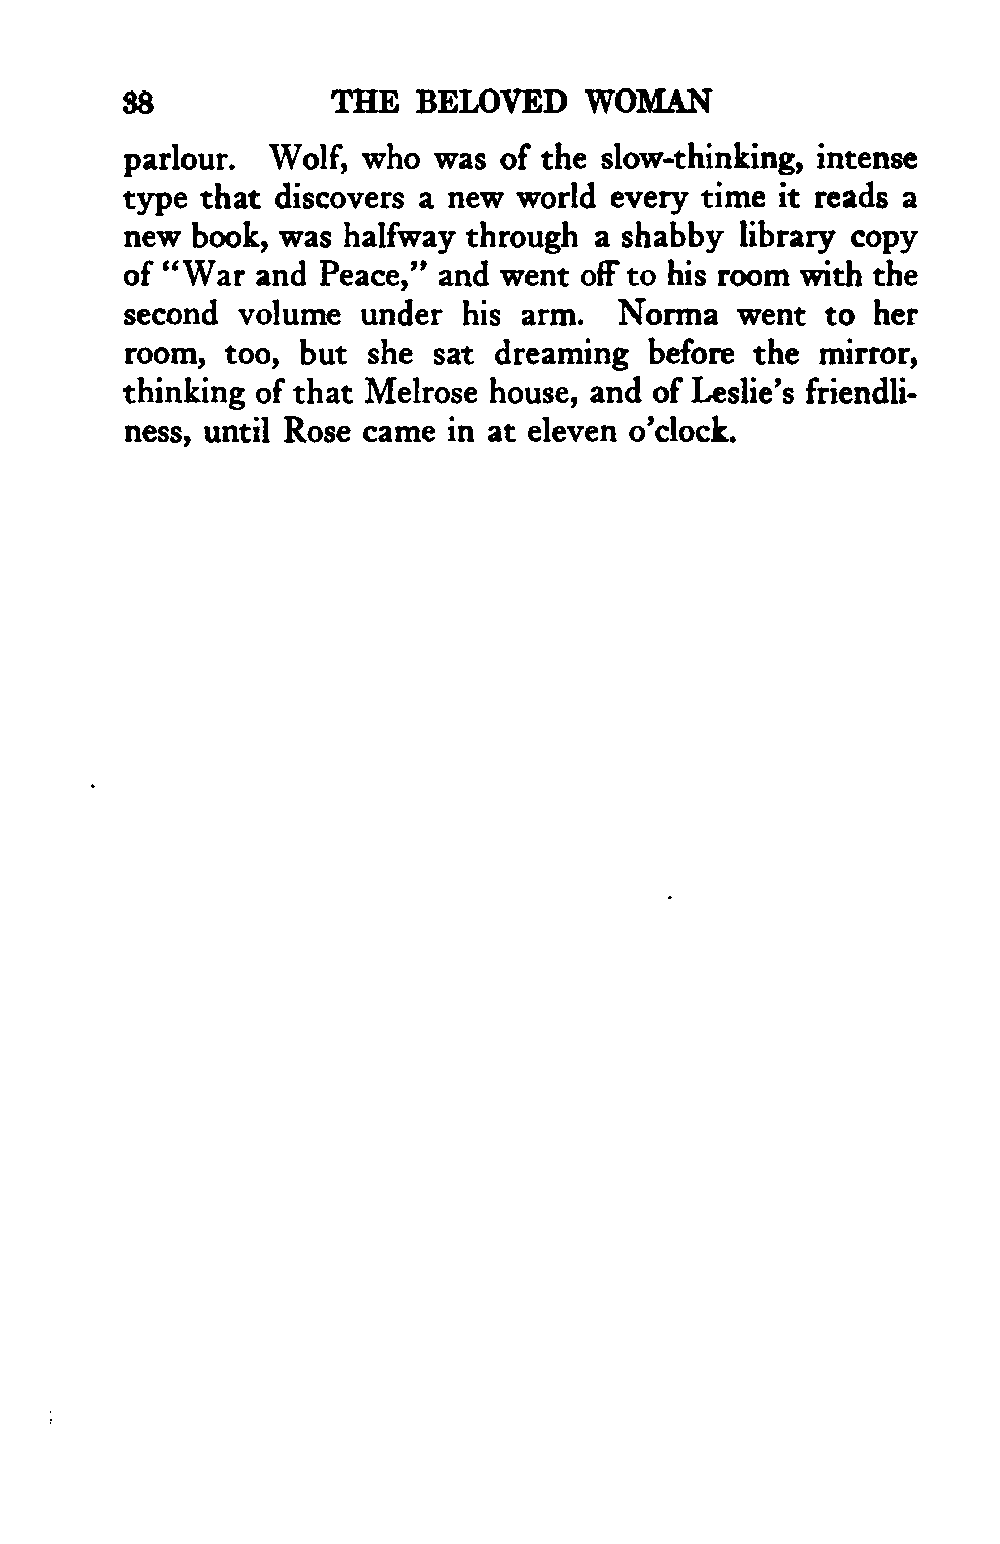 38 THE BELOVED WOMAN
parlour. Wolf, who was of the slow-thinking, intense
type that discovers a new world every time it reads a
new book, was halfway through a shabby library copy
of “War and Peace,” and went off to his room with the
second volume under his arm. Norma went to her
room, too, but she sat dreaming before the mirror,
thinking of that Melrose house, and of Leslie's friendli-
ness, until Rose came in at eleven o'clock.